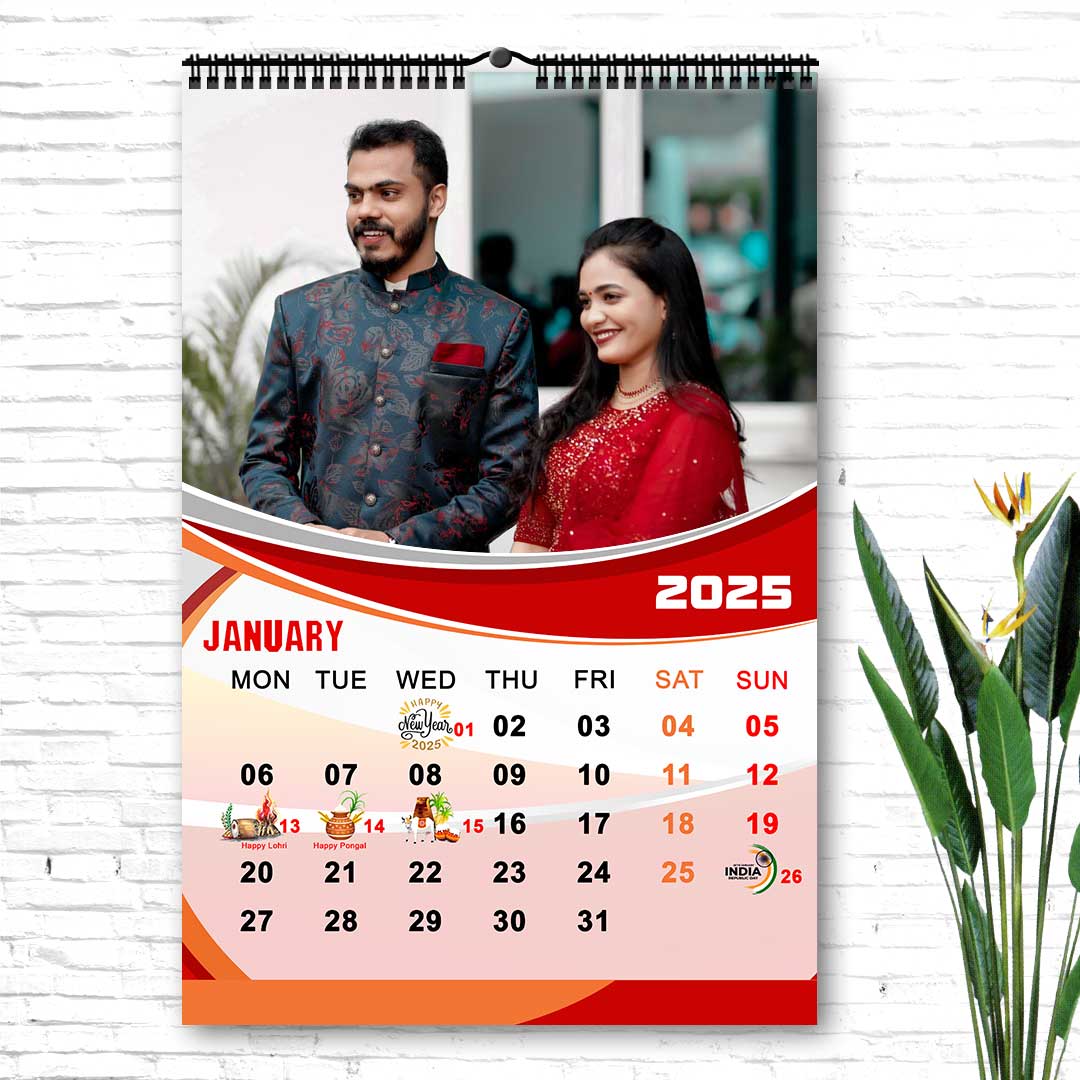 2025
JANUARY
MON TUE WED THU FRI SAT SUN
HAPPY
New Year
2025
01 02 03 04 05
06 07 08 09 10 11 12
13 14 15 16 17 18 19
Happy Lohri Happy Pongal
20 21 22 23 24 25 INDIA 26
REPUBLIC DAY
27 28 29 30 31